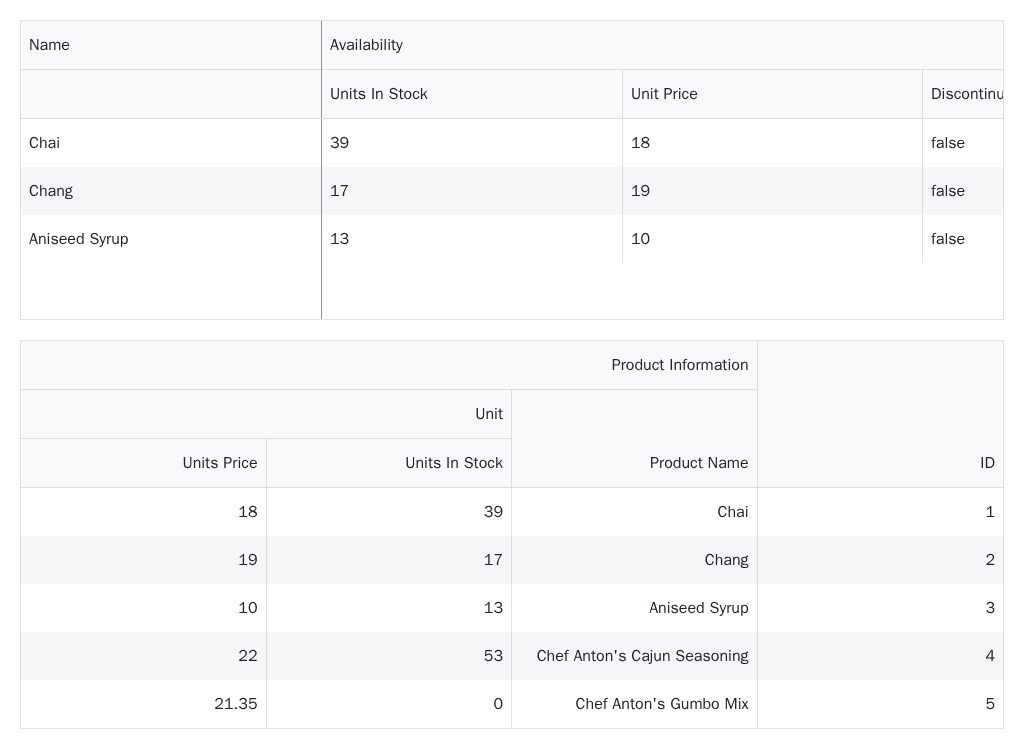 Name Availability
Units In Stock Unit Price Discontinu
Chai 39 18 false
Chang 17 19 false
Aniseed Syrup 13 10 false
Product Information
Unit
Units Price Units In Stock Product Name ID
18 39 Chai 1
19 17 Chang 2
10 13 Aniseed Syrup 3
22 53 Chef Anton's Cajun Seasoning 4
21.35 0 Chef Anton's Gumbo Mix 5